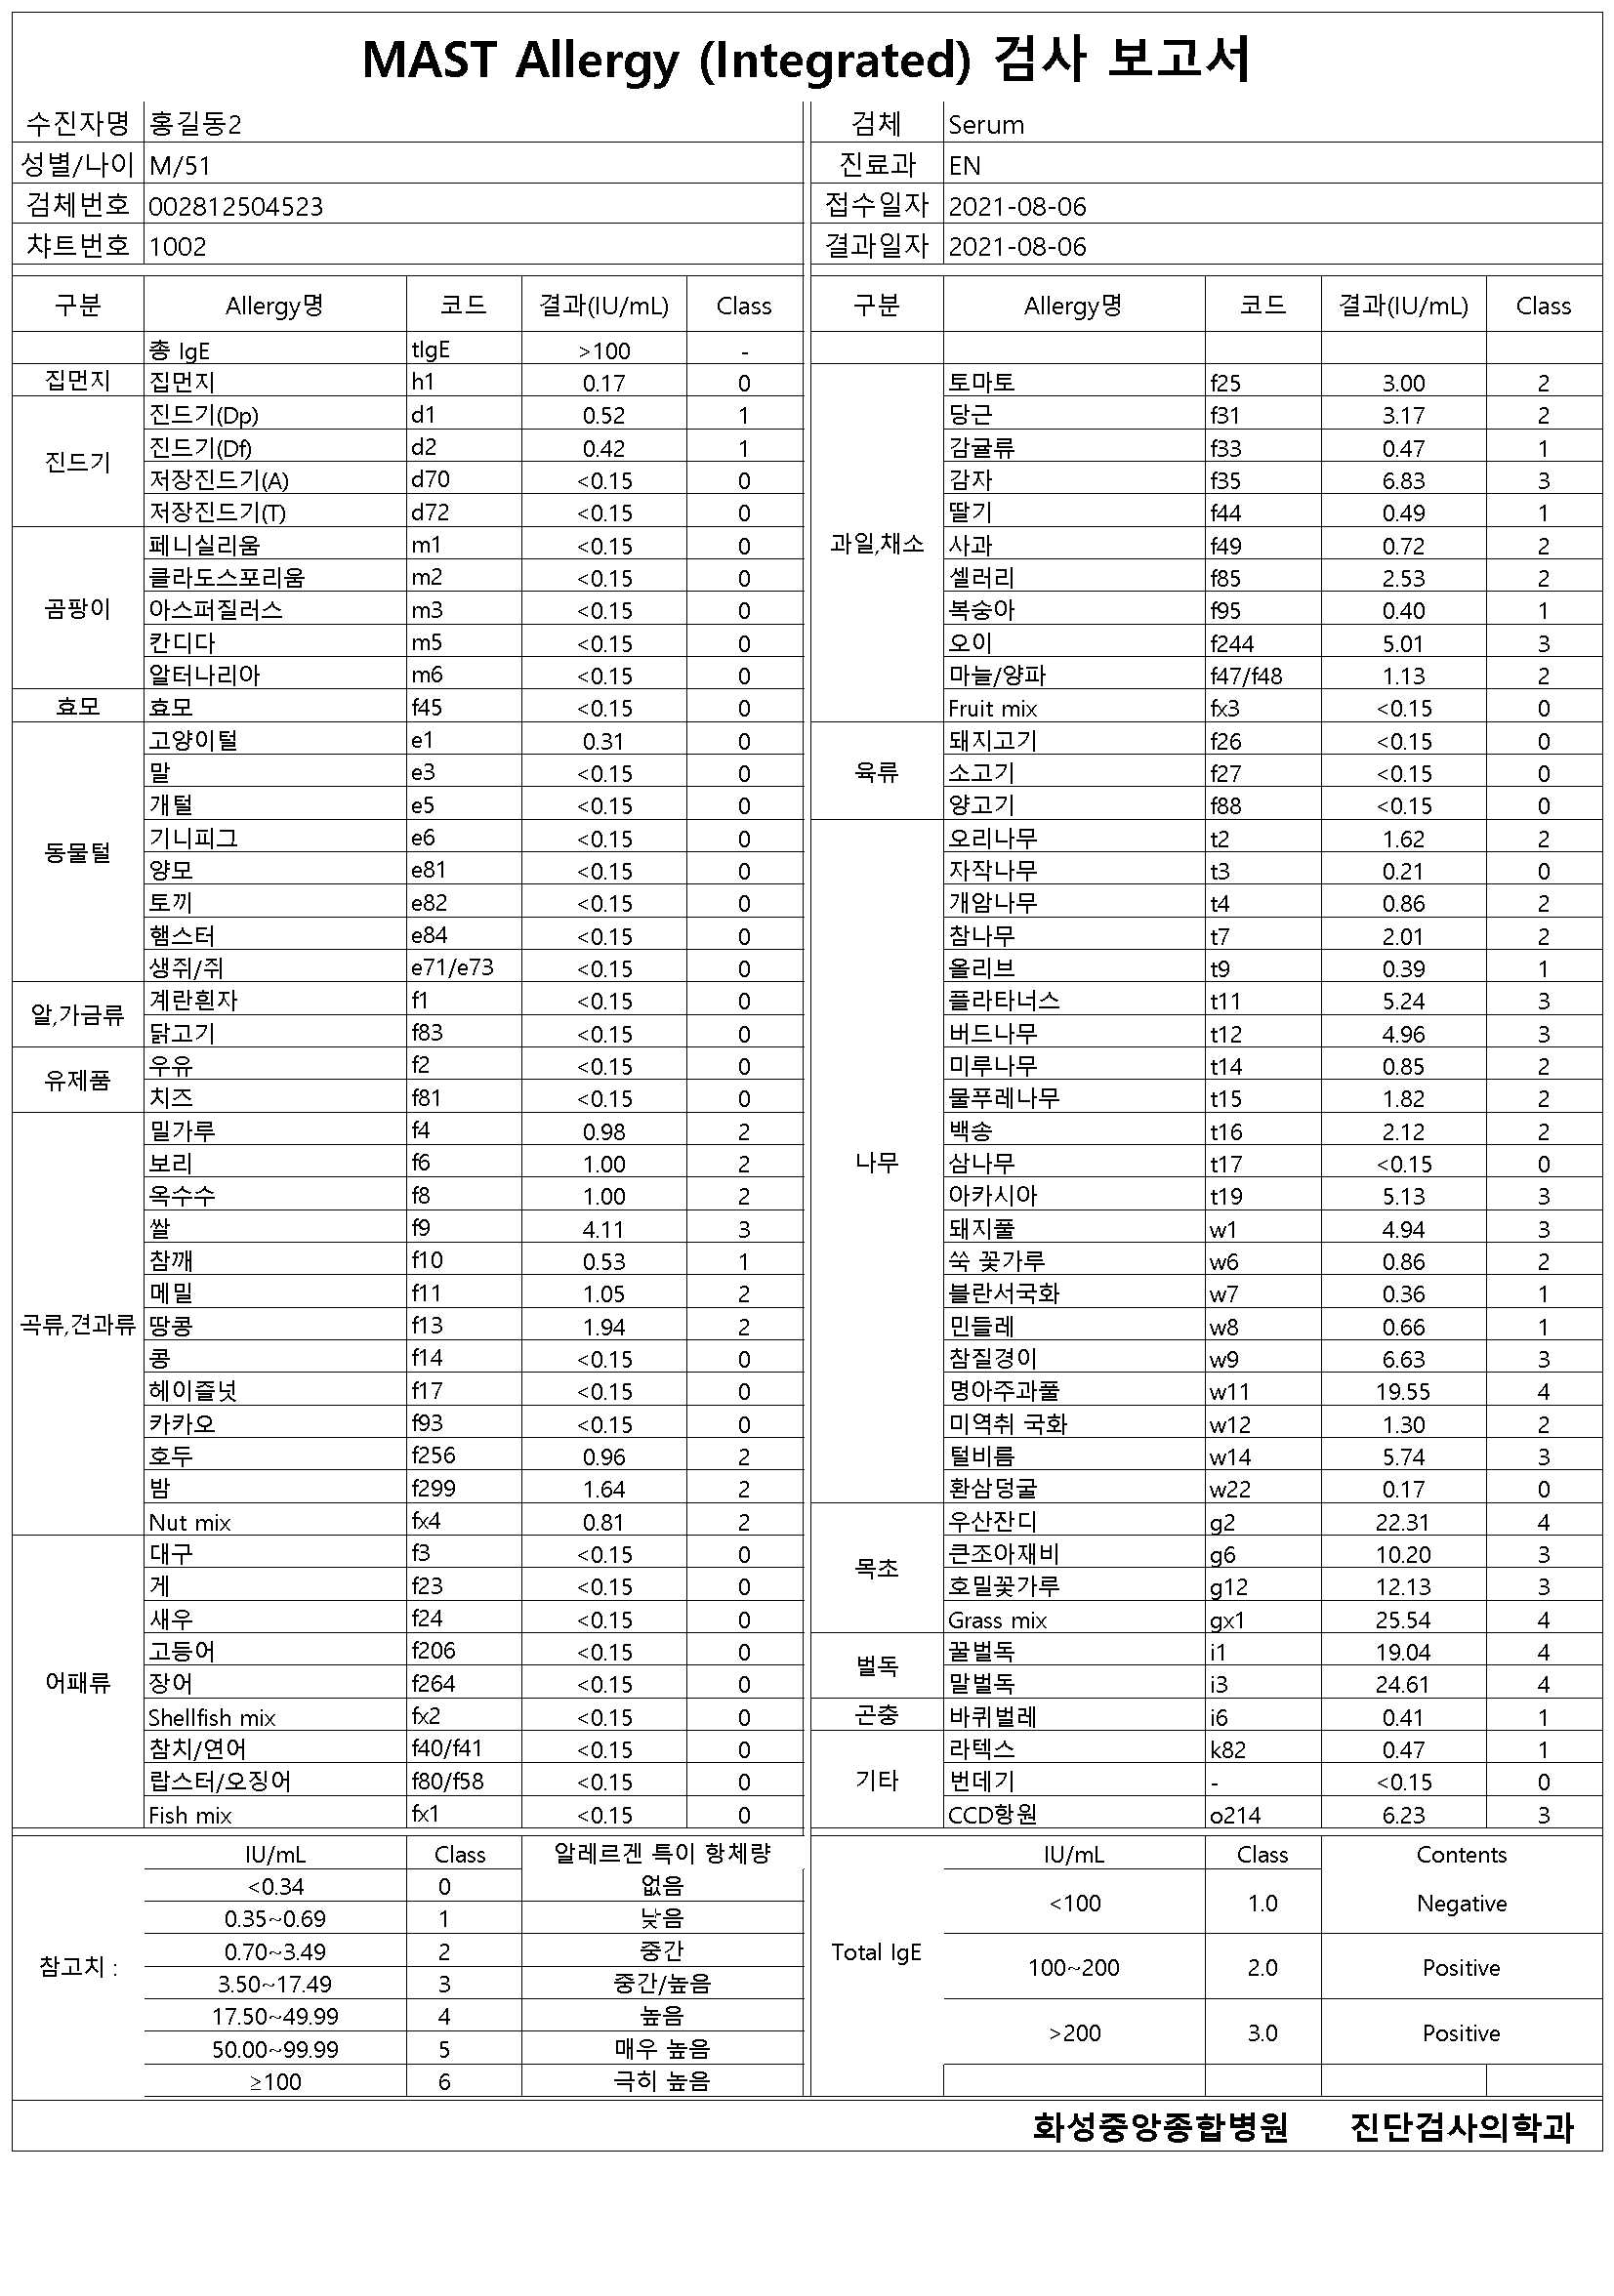 MAST Allergy (Integrated) 검사 보고서
수진자명 홍길동2 검체 Serum
성별/나이 M/51 진료과 EN
검체번호 002812504523 접수일자 2021-08-06
챠트번호 1002 결과일자 2021-08-06
구분 Allergy명 코드 결과(IU/mL) Class
총 IgE tIgE >100 -
집먼지 집먼지 h1 0.17 0
진드기 진드기(Dp) d1 0.52 1
진드기(Df) d2 0.42 1
저장진드기(A) d70 <0.15 0
저장진드기(T) d72 <0.15 0
곰팡이 페니실리움 m1 <0.15 0
클라도스포리움 m2 <0.15 0
아스퍼질러스 m3 <0.15 0
칸디다 m5 <0.15 0
알터나리아 m6 <0.15 0
효모 효모 f45 <0.15 0
동물털 고양이털 e1 0.31 0
말 e3 <0.15 0
개털 e5 <0.15 0
기니피그 e6 <0.15 0
양모 e81 <0.15 0
토끼 e82 <0.15 0
햄스터 e84 <0.15 0
생쥐/쥐 e71/e73 <0.15 0
알,가금류 계란흰자 f1 <0.15 0
닭고기 f83 <0.15 0
유제품 우유 f2 <0.15 0
치즈 f81 <0.15 0
곡류,견과류 밀가루 f4 0.98 2
보리 f6 1.00 2
옥수수 f8 1.00 2
쌀 f9 4.11 3
참깨 f10 0.53 1
메밀 f11 1.05 2
땅콩 f13 1.94 2
콩 f14 <0.15 0
헤이즐넛 f17 <0.15 0
카카오 f93 <0.15 0
호두 f256 0.96 2
밤 f299 1.64 2
Nut mix fx4 0.81 2
어패류 대구 f3 <0.15 0
게 f23 <0.15 0
새우 f24 <0.15 0
고등어 f206 <0.15 0
장어 f264 <0.15 0
Shellfish mix fx2 <0.15 0
참치/연어 f40/f41 <0.15 0
랍스터/오징어 f80/f58 <0.15 0
Fish mix fx1 <0.15 0
구분 Allergy명 코드 결과(IU/mL) Class
과일,채소 토마토 f25 3.00 2
당근 f31 3.17 2
감귤류 f33 0.47 1
감자 f35 6.83 3
딸기 f44 0.49 1
사과 f49 0.72 2
셀러리 f85 2.53 2
복숭아 f95 0.40 1
오이 f244 5.01 3
마늘/양파 f47/f48 1.13 2
Fruit mix fx3 <0.15 0
육류 돼지고기 f26 <0.15 0
소고기 f27 <0.15 0
양고기 f88 <0.15 0
나무 오리나무 t2 1.62 2
자작나무 t3 0.21 0
개암나무 t4 0.86 2
참나무 t7 2.01 2
올리브 t9 0.39 1
플라타너스 t11 5.24 3
버드나무 t12 4.96 3
미루나무 t14 0.85 2
물푸레나무 t15 1.82 2
백송 t16 2.12 2
삼나무 t17 <0.15 0
아카시아 t19 5.13 3
돼지풀 w1 4.94 3
쑥 꽃가루 w6 0.86 2
블란서국화 w7 0.36 1
민들레 w8 0.66 1
참질경이 w9 6.63 3
명아주과풀 w11 19.55 4
미역취 국화 w12 1.30 2
털비름 w14 5.74 3
환삼덩굴 w22 0.17 0
목초 우산잔디 g2 22.31 4
큰조아재비 g6 10.20 3
호밀꽃가루 g12 12.13 3
Grass mix gx1 25.54 4
벌독 꿀벌독 i1 19.04 4
말벌독 i3 24.61 4
곤충 바퀴벌레 i6 0.41 1
기타 라텍스 k82 0.47 1
번데기 - <0.15 0
CCD항원 o214 6.23 3
참고치 : IU/mL Class 알레르겐 특이 항체량
<0.34 0 없음
0.35~0.69 1 낮음
0.70~3.49 2 중간
3.50~17.49 3 중간/높음
17.50~49.99 4 높음
50.00~99.99 5 매우 높음
≥100 6 극히 높음
Total IgE IU/mL Class Contents
<100 1.0 Negative
100~200 2.0 Positive
>200 3.0 Positive
화성중앙종합병원 진단검사의학과